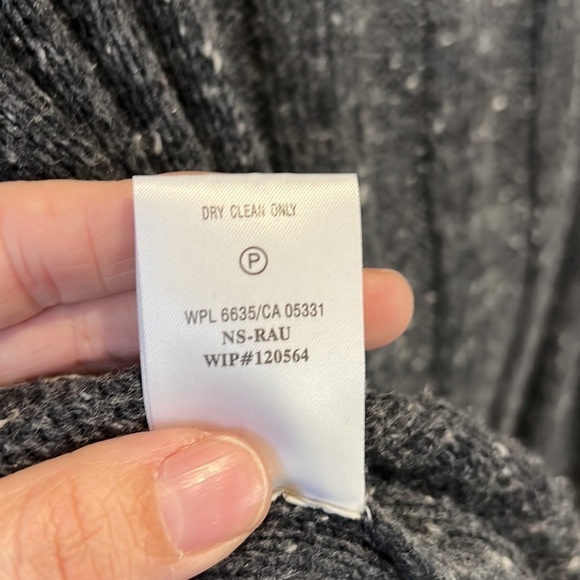 DRY CLEAN ONLY
P
WPL 6635/CA 05331
NS-RAU
WIP#120564